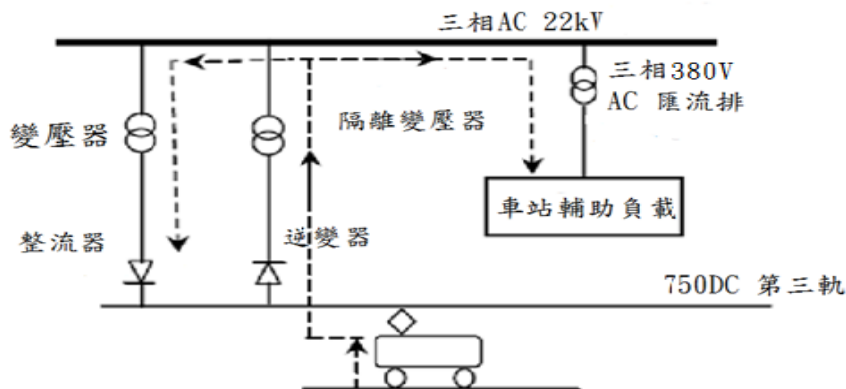 三相AC 22kV
三相380V
AC 匯流排
變壓器
隔離變壓器
車站輔助負載
整流器
逆變器
750DC 第三軌